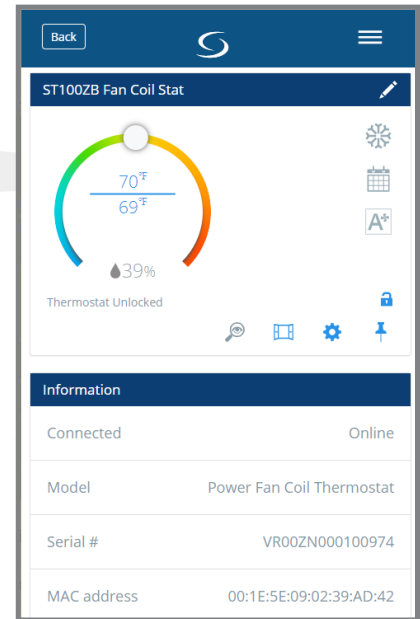 Back
ST100ZB Fan Coil Stat
70°F
69°F
39%
A+
Thermostat Unlocked
Information
Connected Online
Model Power Fan Coil Thermostat
Serial # VR00ZN000100974
MAC address 00:1E:5E:09:02:39:AD:42